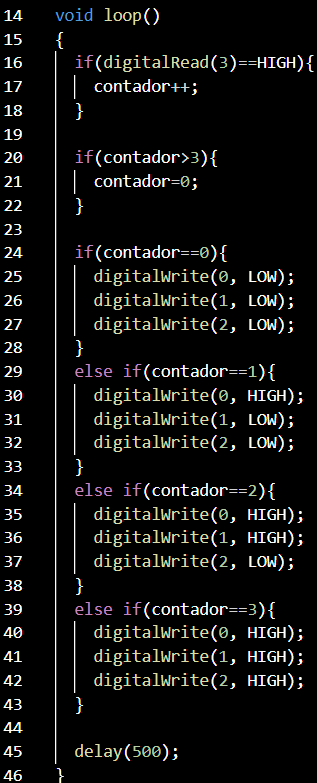 14 void loop()
15 {
16   if(digitalRead(3)==HIGH){
17     contador++;
18   }
19
20   if(contador>3){
21     contador=0;
22   }
23
24   if(contador==0){
25     digitalWrite(0, LOW);
26     digitalWrite(1, LOW);
27     digitalWrite(2, LOW);
28   }
29   else if(contador==1){
30     digitalWrite(0, HIGH);
31     digitalWrite(1, LOW);
32     digitalWrite(2, LOW);
33   }
34   else if(contador==2){
35     digitalWrite(0, HIGH);
36     digitalWrite(1, HIGH);
37     digitalWrite(2, LOW);
38   }
39   else if(contador==3){
40     digitalWrite(0, HIGH);
41     digitalWrite(1, HIGH);
42     digitalWrite(2, HIGH);
43   }
44
45   delay(500);
46 }